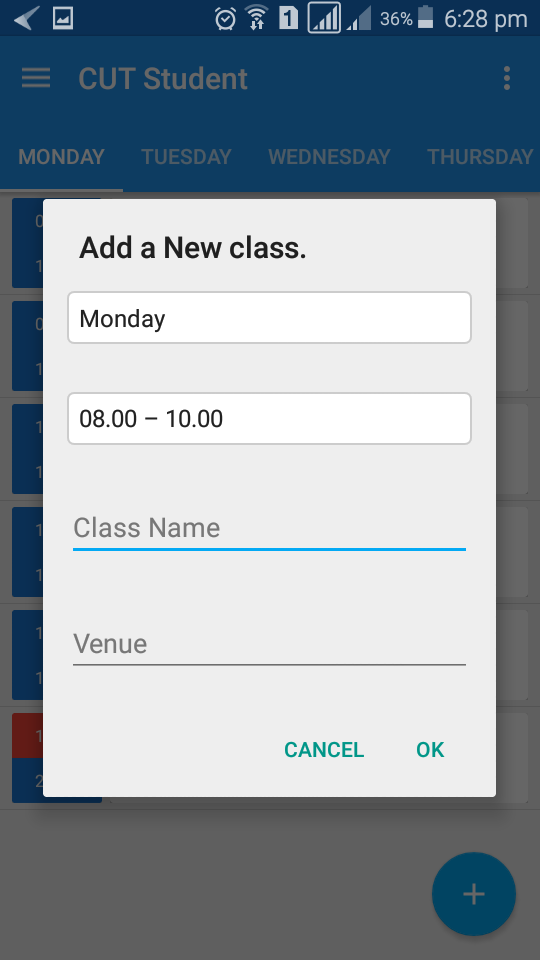 1 36% 6:28 pm
CUT Student
MONDAY TUESDAY WEDNESDAY THURSDAY
Add a New class.
Monday
08.00 – 10.00
Class Name
Venue
CANCEL OK